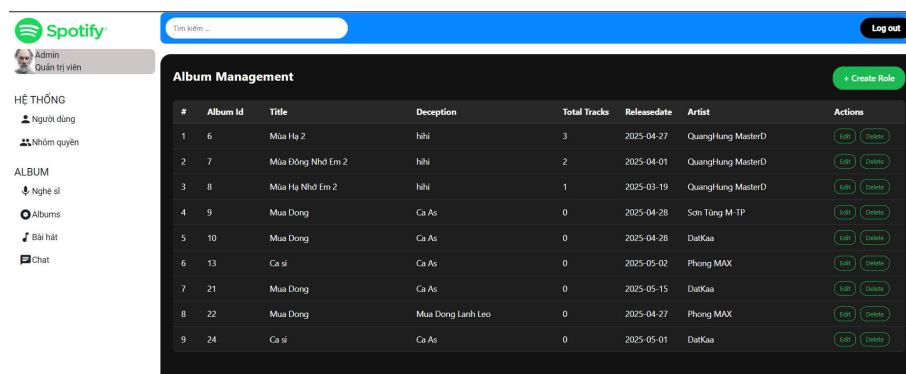 Spotify
Tìm kiếm ...
Log out
Admin
Quản trị viên
HỆ THỐNG
Người dùng
Nhóm quyền
ALBUM
Nghệ sĩ
Albums
Bài hát
Chat
Album Management
+ Create Role
# Album Id Title Deception Total Tracks Releasedate Artist Actions
1 6 Mùa Hạ 2 hihi 3 2025-04-27 QuangHung MasterD Edit Delete
2 7 Mùa Đông Nhớ Em 2 hihi 2 2025-04-01 QuangHung MasterD Edit Delete
3 8 Mùa Hạ Nhớ Em 2 hihi 1 2025-03-19 QuangHung MasterD Edit Delete
4 9 Mua Dong Ca As 0 2025-04-28 Sơn Tùng M-TP Edit Delete
5 10 Mua Dong Ca As 0 2025-04-28 DatKaa Edit Delete
6 13 Ca si Ca As 0 2025-05-02 Phong MAX Edit Delete
7 21 Mua Dong Ca As 0 2025-05-15 DatKaa Edit Delete
8 22 Mua Dong Mua Dong Lanh Leo 0 2025-04-27 Phong MAX Edit Delete
9 24 Ca si Ca As 0 2025-05-01 DatKaa Edit Delete